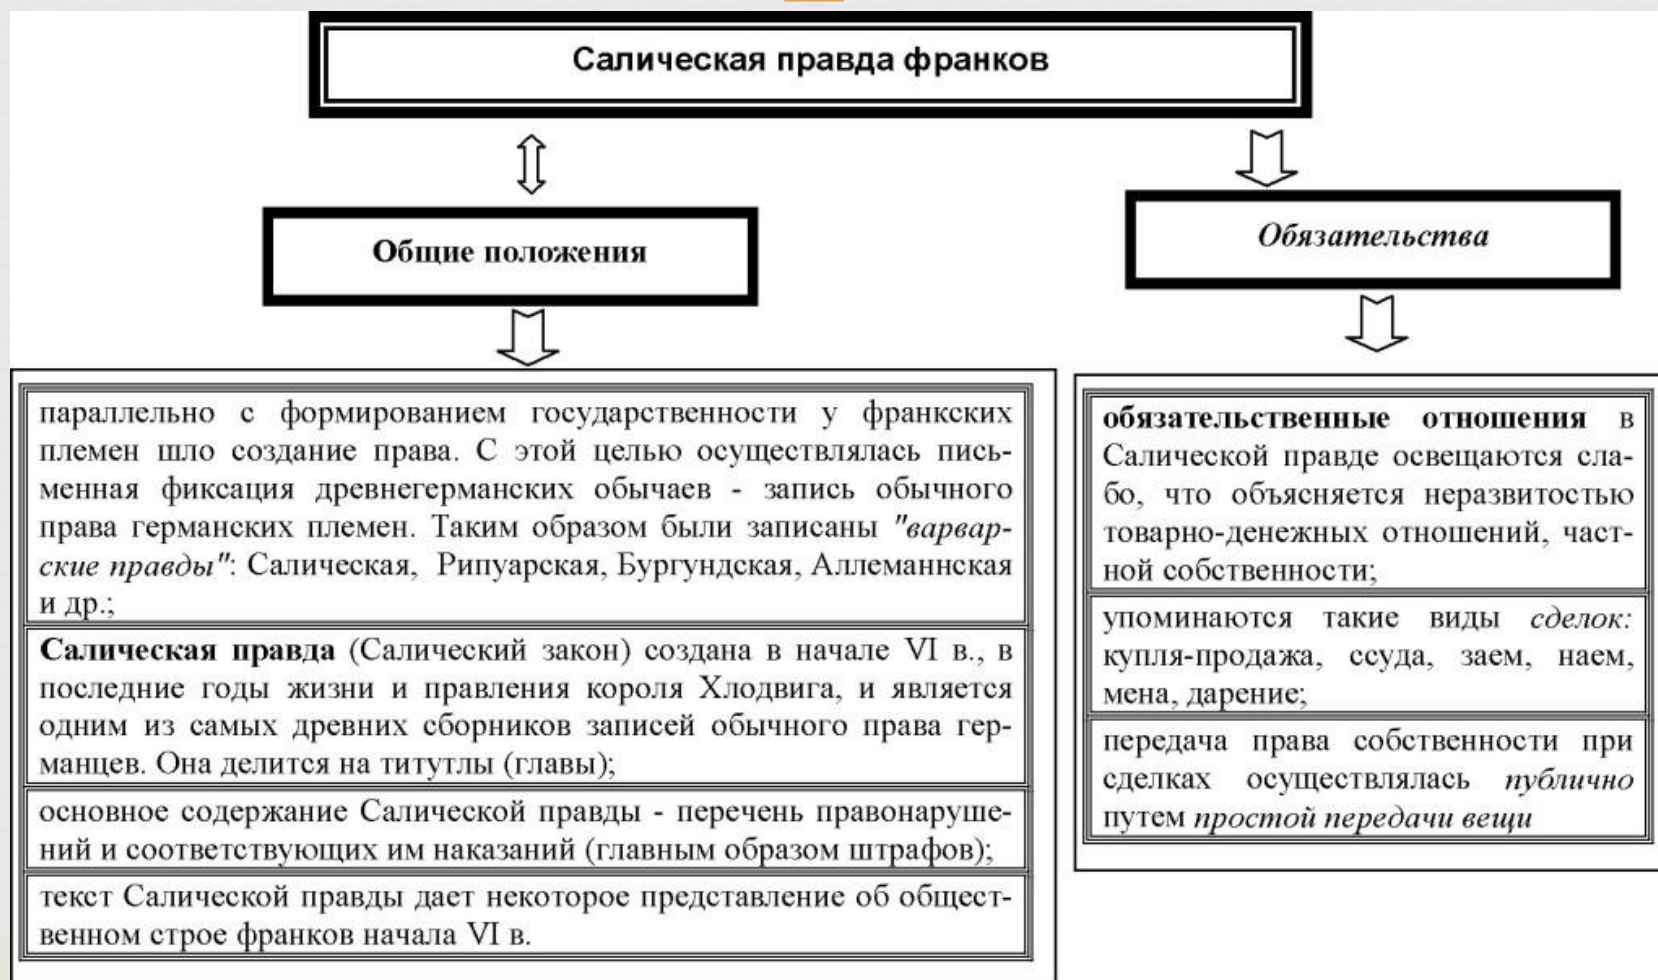 Салическая правда франков
Общие положения
параллельно с формированием государственности у франкских
племен шло создание права. С этой целью осуществлялась пись-
менная фиксация древнегерманских обычаев - запись обычного
права германских племен. Таким образом были записаны "варвар-
ские правды": Салическая, Рипуарская, Бургундская, Аллеманнская
и др.;
Салическая правда (Салический закон) создана в начале VI в., в
последние годы жизни и правления короля Хлодвига, и является
одним из самых древних сборников записей обычного права гер-
манцев. Она делится на титутлы (главы);
основное содержание Салической правды - перечень правонаруше-
ний и соответствующих им наказаний (главным образом штрафов);
текст Салической правды дает некоторое представление об общест-
венном строе франков начала VI в.
Обязательства
обязательственные отношения в
Салической правде освещаются сла-
бо, что объясняется неразвитостью
товарно-денежных отношений, част-
ной собственности;
упоминаются такие виды сделок:
купля-продажа, ссуда, заем, наем,
мена, дарение;
передача права собственности при
сделках осуществлялась публично
путем простой передачи вещи